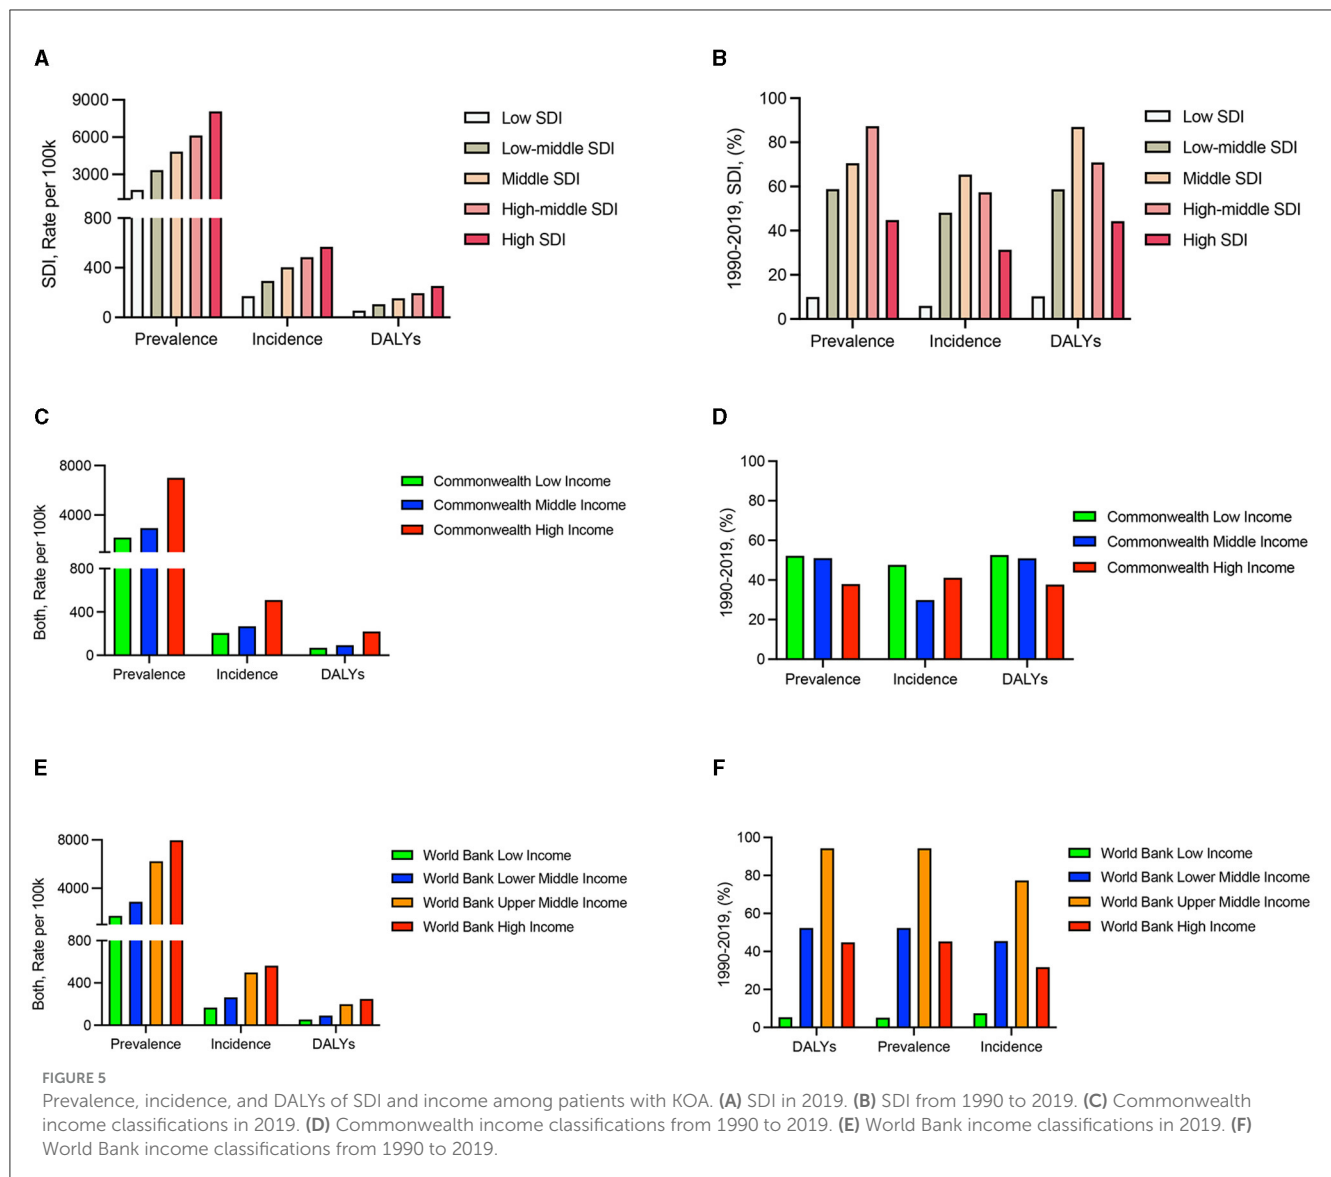 A
SDI, Rate per 100k
9000
6000
3000
800
400
0
Prevalence
Incidence
DALYs
Low SDI
Low-middle SDI
Middle SDI
High-middle SDI
High SDI
B
1990-2019, SDI, (%)
100
80
60
40
20
0
Prevalence
Incidence
DALYs
Low SDI
Low-middle SDI
Middle SDI
High-middle SDI
High SDI
C
Both, Rate per 100k
8000
4000
800
400
0
Prevalence
Incidence
DALYs
Commonwealth Low Income
Commonwealth Middle Income
Commonwealth High Income
D
1990-2019, (%)
100
80
60
40
20
0
Prevalence
Incidence
DALYs
Commonwealth Low Income
Commonwealth Middle Income
Commonwealth High Income
E
Both, Rate per 100k
8000
4000
800
400
0
Prevalence
Incidence
DALYs
World Bank Low Income
World Bank Lower Middle Income
World Bank Upper Middle Income
World Bank High Income
F
1990-2019, (%)
100
80
60
40
20
0
DALYs
Prevalence
Incidence
World Bank Low Income
World Bank Lower Middle Income
World Bank Upper Middle Income
World Bank High Income
FIGURE 5
Prevalence, incidence, and DALYs of SDI and income among patients with KOA. (A) SDI in 2019. (B) SDI from 1990 to 2019. (C) Commonwealth
income classifications in 2019. (D) Commonwealth income classifications from 1990 to 2019. (E) World Bank income classifications in 2019. (F)
World Bank income classifications from 1990 to 2019.